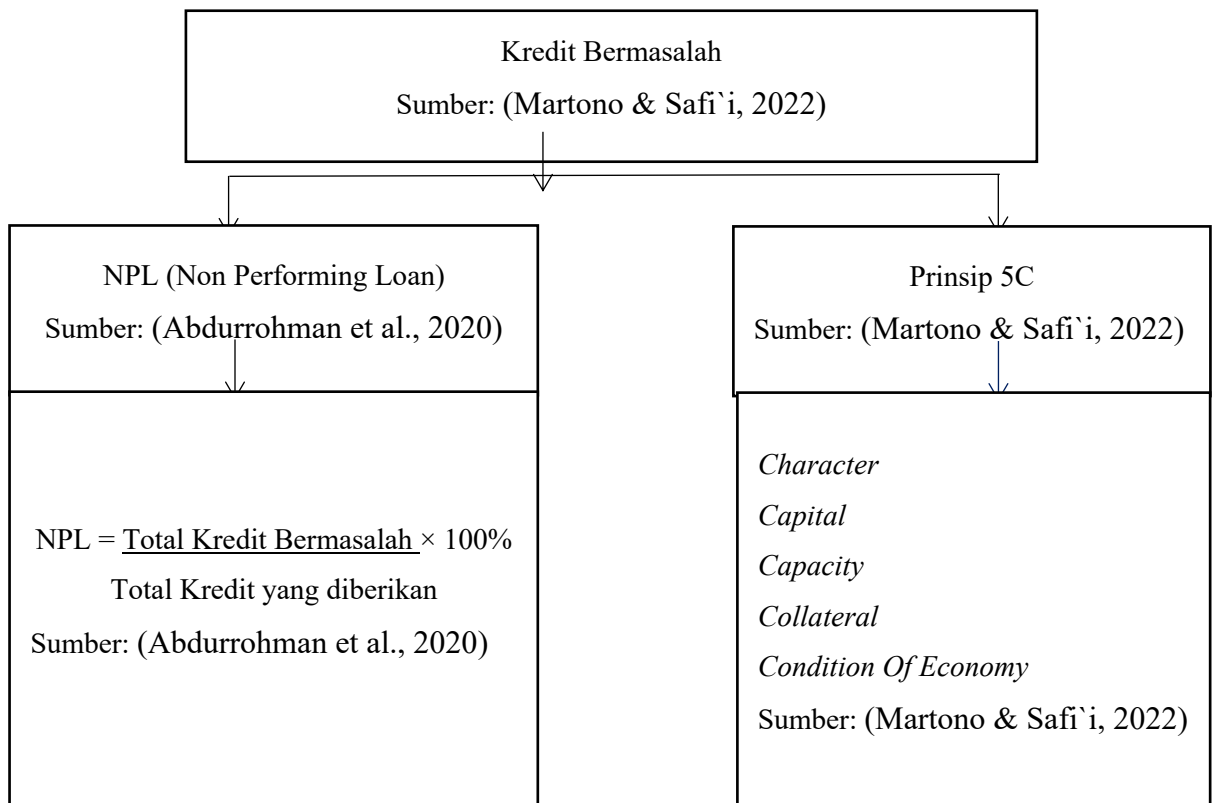 Kredit Bermasalah
Sumber: (Martono & Safi`i, 2022)
NPL (Non Performing Loan)
Sumber: (Abdurrohman et al., 2020)
Prinsip 5C
Sumber: (Martono & Safi`i, 2022)
NPL = Total Kredit Bermasalah × 100%
Total Kredit yang diberikan
Sumber: (Abdurrohman et al., 2020)
Character
Capital
Capacity
Collateral
Condition Of Economy
Sumber: (Martono & Safi`i, 2022)